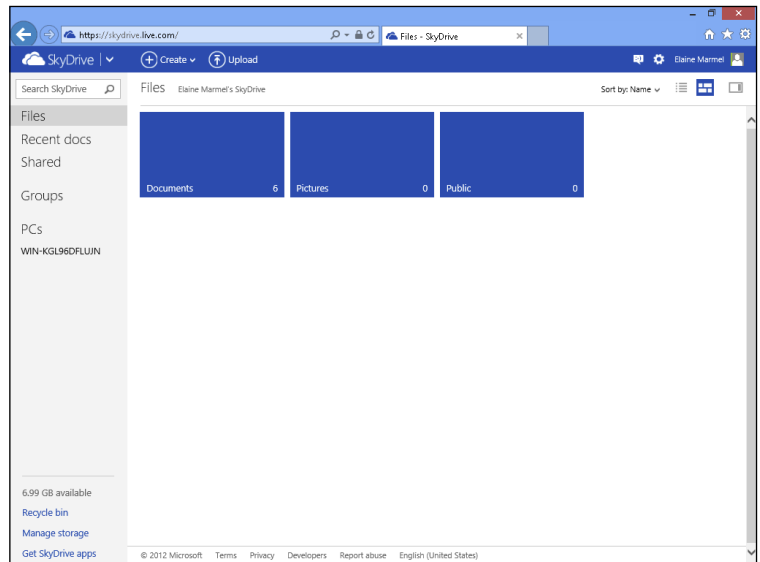 https://skydrive.live.com/
Files - SkyDrive
SkyDrive
Create
Upload
Elaine Marmel
Search SkyDrive
Files Elaine Marmel's SkyDrive
Sort by: Name
Files
Recent docs
Shared
Groups
PCs
WIN-KGL96DFLUJN
Documents 6
Pictures 0
Public 0
6.99 GB available
Recycle bin
Manage storage
Get SkyDrive apps
© 2012 Microsoft Terms Privacy Developers Report abuse English (United States)